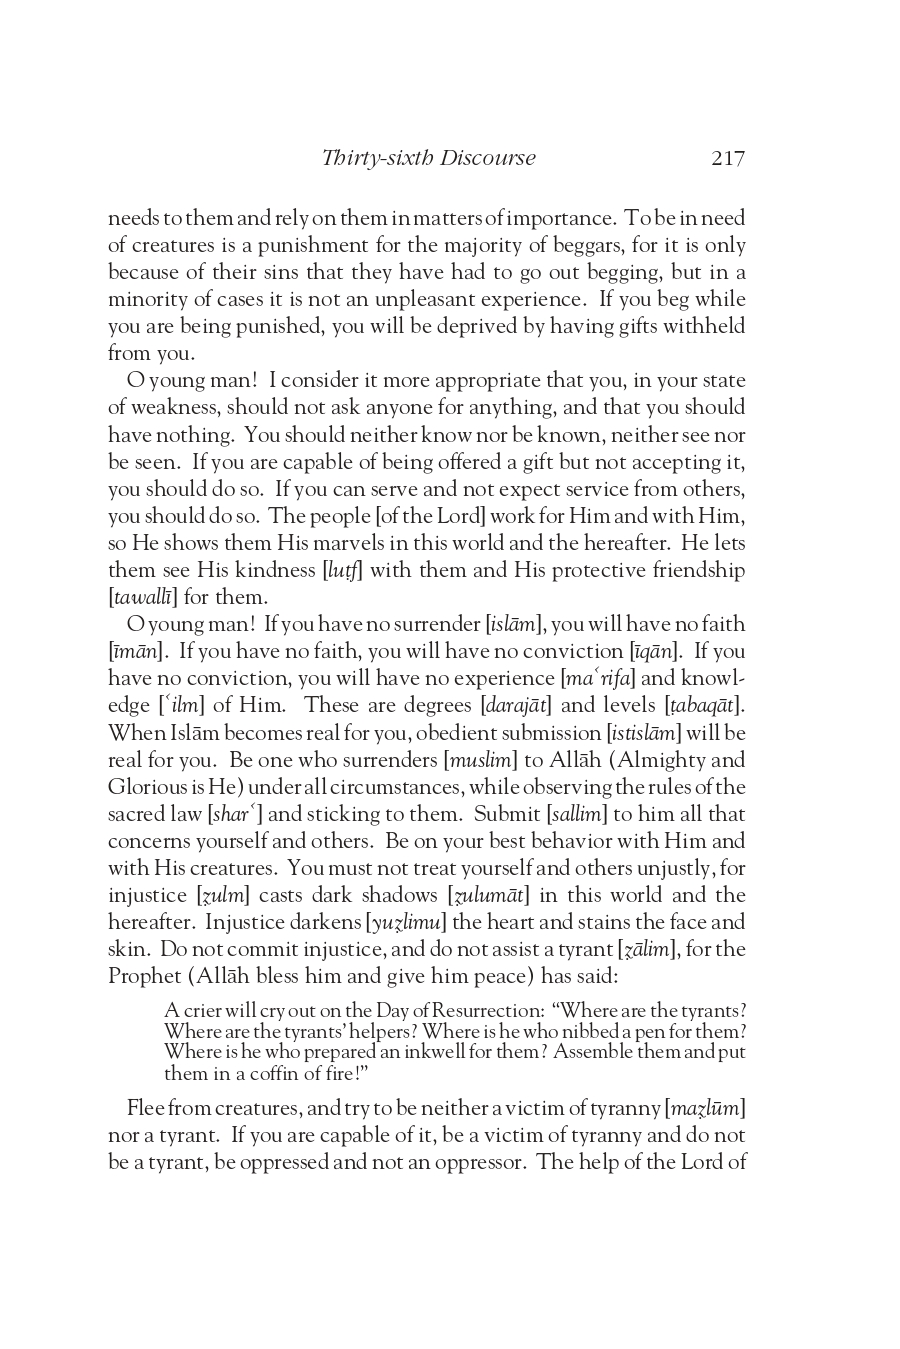 Thirty-sixth Discourse 217
needs to them and rely on them in matters of importance. To be in need
of creatures is a punishment for the majority of beggars, for it is only
because of their sins that they have had to go out begging, but in a
minority of cases it is not an unpleasant experience. If you beg while
you are being punished, you will be deprived by having gifts withheld
from you.
O young man! I consider it more appropriate that you, in your state
of weakness, should not ask anyone for anything, and that you should
have nothing. You should neither know nor be known, neither see nor
be seen. If you are capable of being offered a gift but not accepting it,
you should do so. If you can serve and not expect service from others,
you should do so. The people [of the Lord] work for Him and with Him,
so He shows them His marvels in this world and the hereafter. He lets
them see His kindness [luṭf] with them and His protective friendship
[tawallī] for them.
O young man! If you have no surrender [islām], you will have no faith
[īmān]. If you have no faith, you will have no conviction [īqān]. If you
have no conviction, you will have no experience [maʿrifa] and knowl-
edge [ʿilm] of Him. These are degrees [darajāt] and levels [ṭabaqāt].
When Islām becomes real for you, obedient submission [istislām] will be
real for you. Be one who surrenders [muslim] to Allāh (Almighty and
Glorious is He) under all circumstances, while observing the rules of the
sacred law [sharʿ] and sticking to them. Submit [sallim] to him all that
concerns yourself and others. Be on your best behavior with Him and
with His creatures. You must not treat yourself and others unjustly, for
injustice [ẓulm] casts dark shadows [ẓulumāt] in this world and the
hereafter. Injustice darkens [yuẓlimu] the heart and stains the face and
skin. Do not commit injustice, and do not assist a tyrant [ẓālim], for the
Prophet (Allāh bless him and give him peace) has said:
A crier will cry out on the Day of Resurrection: “Where are the tyrants?
Where are the tyrants’ helpers? Where is he who nibbed a pen for them?
Where is he who prepared an inkwell for them? Assemble them and put
them in a coffin of fire!”
Flee from creatures, and try to be neither a victim of tyranny [maẓlūm]
nor a tyrant. If you are capable of it, be a victim of tyranny and do not
be a tyrant, be oppressed and not an oppressor. The help of the Lord of